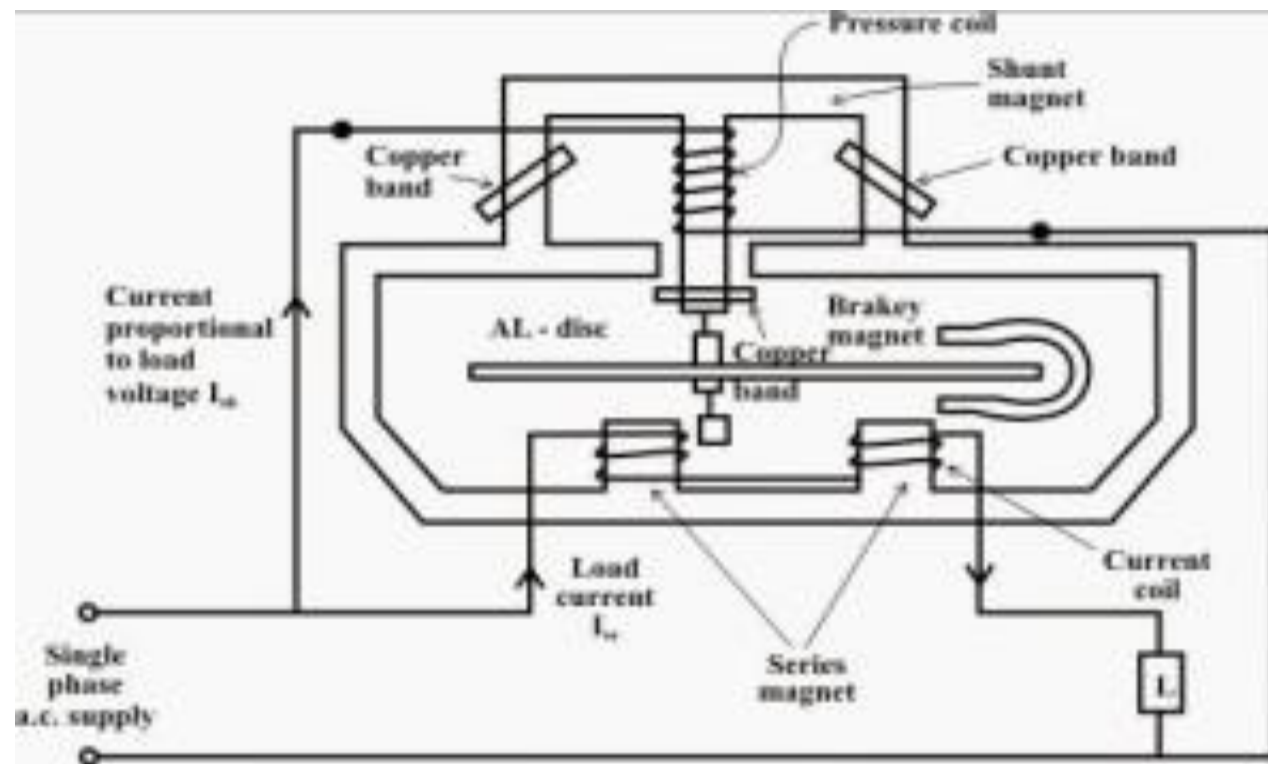 Pressure coil
Shunt
magnet
Copper
band
Copper band
Current
proportional
to load
voltage
AL - disc
Brakey
magnet
Copper
band
Load
current
Current
coil
Series
magnet
Single
phase
a.c. supply
L